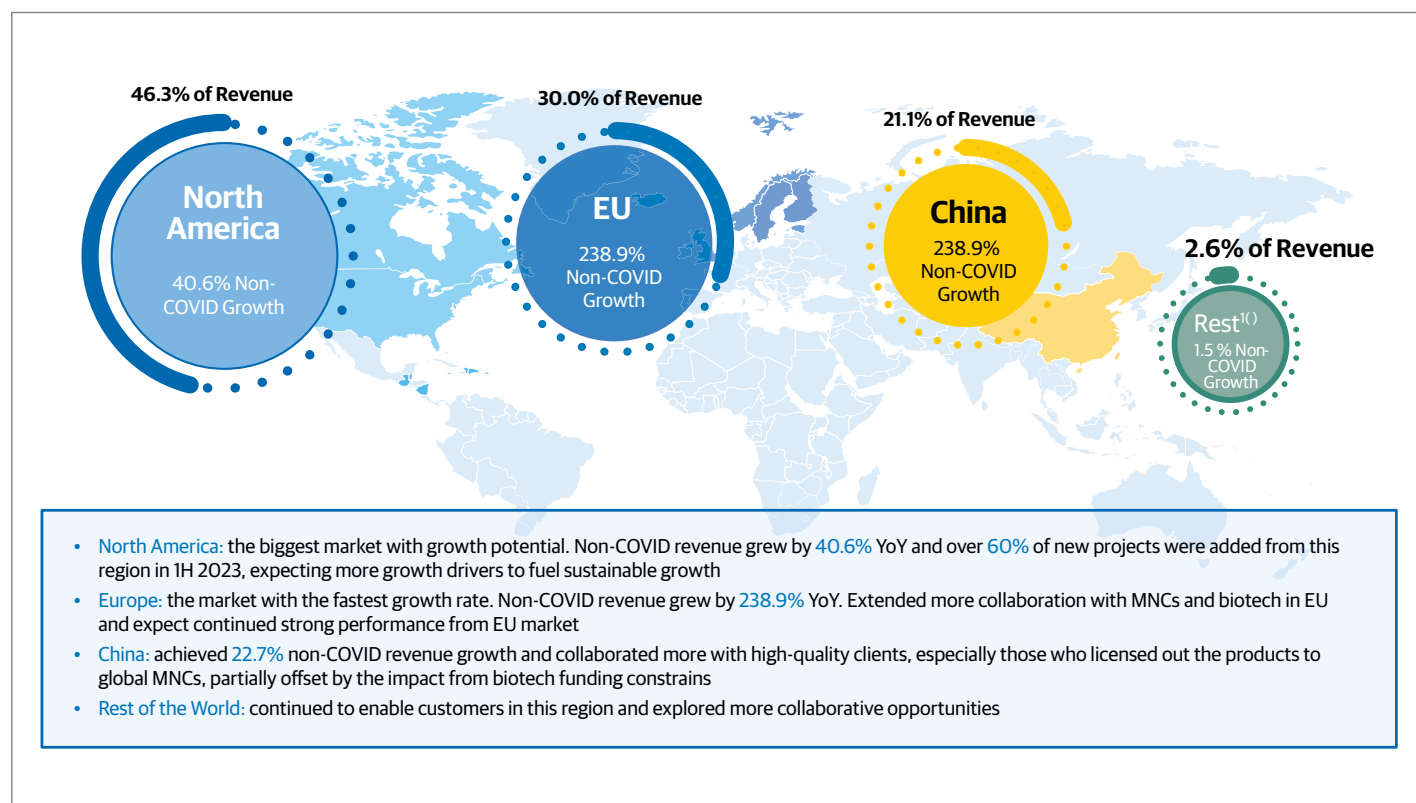 46.3% of Revenue
North
America
40.6% Non-
COVID Growth
30.0% of Revenue
EU
238.9%
Non-COVID
Growth
21.1% of Revenue
China
238.9%
Non-COVID
Growth
2.6% of Revenue
Rest1( )
1.5 % Non-
COVID
Growth
• North America: the biggest market with growth potential. Non-COVID revenue grew by 40.6% YoY and over 60% of new projects were added from this
region in 1H 2023, expecting more growth drivers to fuel sustainable growth
• Europe: the market with the fastest growth rate. Non-COVID revenue grew by 238.9% YoY. Extended more collaboration with MNCs and biotech in EU
and expect continued strong performance from EU market
• China: achieved 22.7% non-COVID revenue growth and collaborated more with high-quality clients, especially those who licensed out the products to
global MNCs, partially offset by the impact from biotech funding constrains
• Rest of the World: continued to enable customers in this region and explored more collaborative opportunities